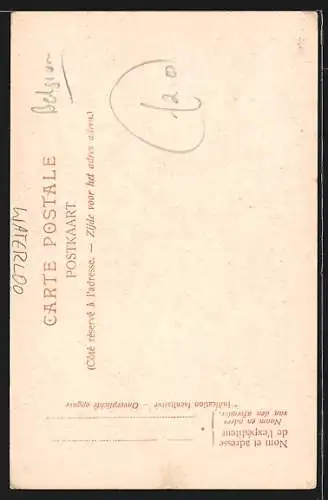 Belgien
120
WATERLOO
CARTE POSTALE
POSTKAART
(Côté réservé à l'adresse. — Zijde voor het adres alleen.)
Nom et adresse
de l'expéditeur
Naam en adres
van den afzender.
* Indication facultative — Onverplichte opgave